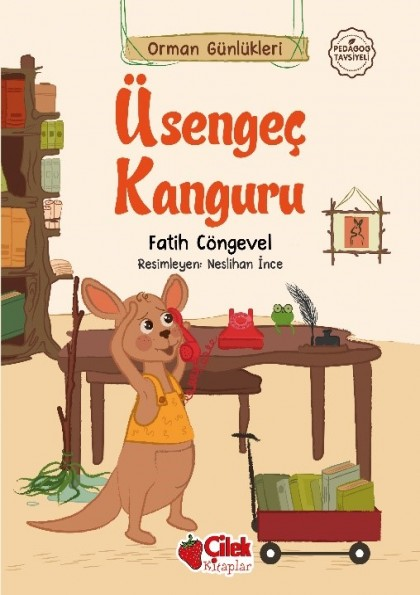 Orman Günlükleri
PEDAGOG
TAVSİYELİ
Üsengeç
Kanguru
Fatih Cöngevel
Resimleyen: Neslihan İnce
Çilek
Kitaplar